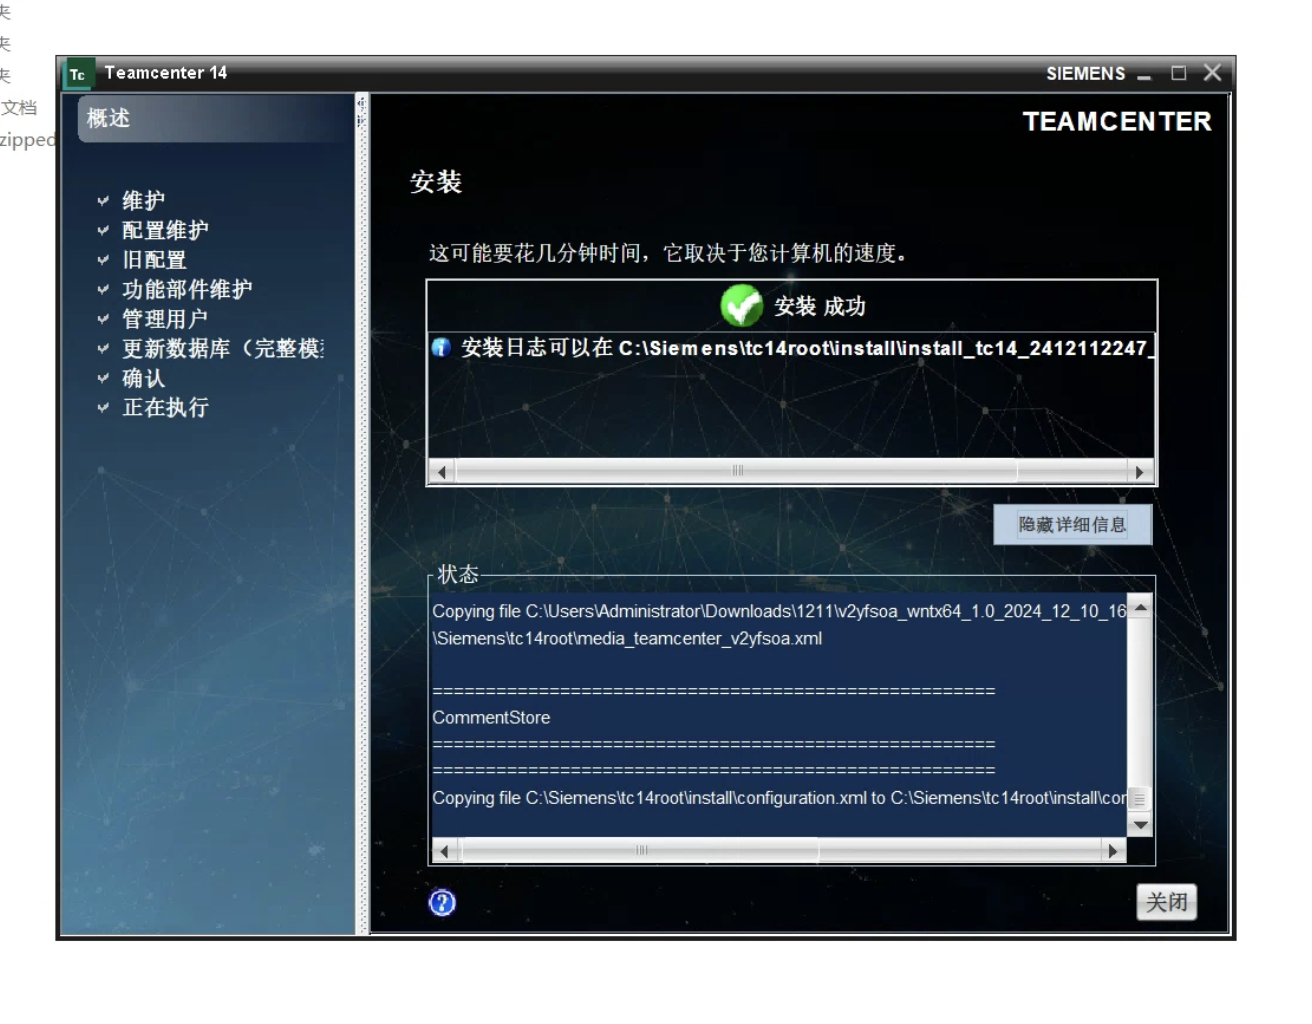 夹
夹
夹
文档
zipped
Tc Teamcenter 14
SIEMENS
概述
TEAMCENTER
维护
配置维护
旧配置
功能部件维护
管理用户
更新数据库（完整模
确认
正在执行
安装
这可能要花几分钟时间，它取决于您计算机的速度。
安装 成功
安装日志可以在 C:\Siemens\tc14root\install\install_tc14_2412112247_
隐藏详细信息
状态
Copying file C:\Users\Administrator\Downloads\1211\v2yfsoa_wntx64_1.0_2024_12_10_16
\Siemens\tc14root\media_teamcenter_v2yfsoa.xml
=====================================================
CommentStore
=====================================================
=====================================================
Copying file C:\Siemens\tc14root\install\configuration.xml to C:\Siemens\tc14root\install\cor
关闭